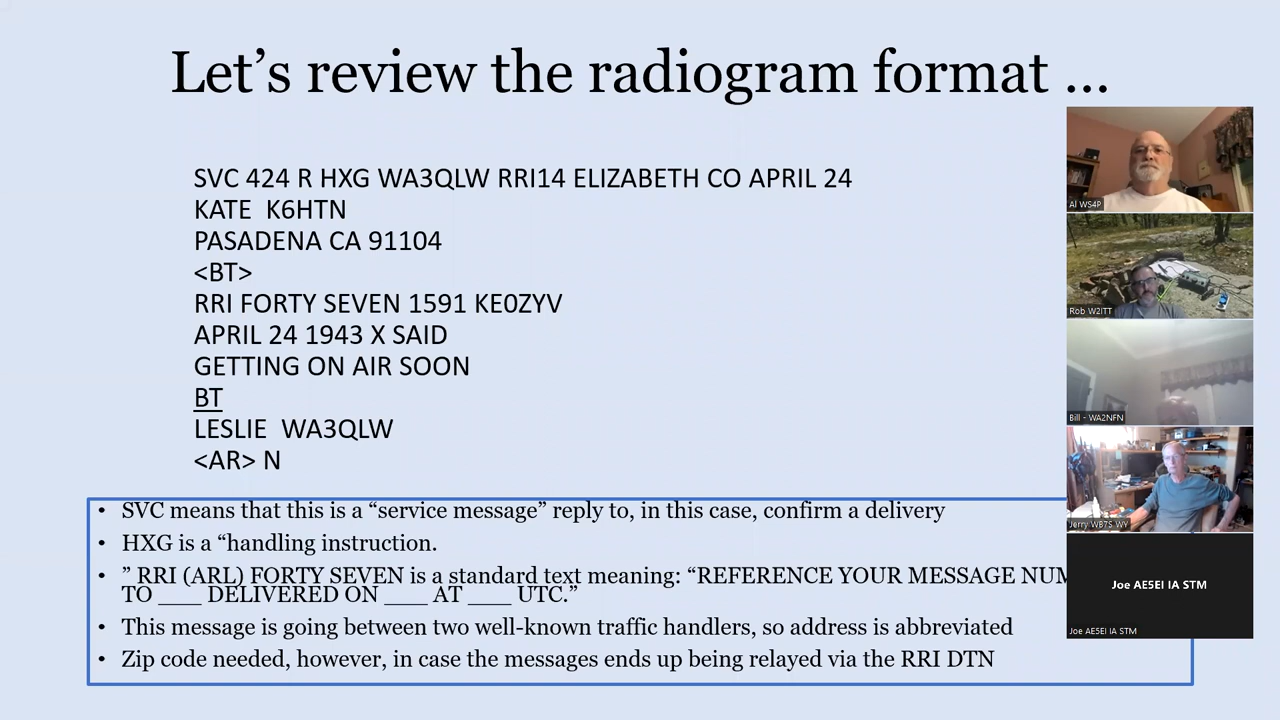 Let's review the radiogram format ...
SVC 424 R HXG WA3QLW RRI14 ELIZABETH CO APRIL 24
KATE  K6HTN
PASADENA CA 91104
<BT>
RRI FORTY SEVEN 1591 KE0ZYV
APRIL 24 1943 X SAID
GETTING ON AIR SOON
BT
LESLIE  WA3QLW
<AR> N
• SVC means that this is a “service message” reply to, in this case, confirm a delivery
• HXG is a “handling instruction.
• ” RRI (ARL) FORTY SEVEN is a standard text meaning: “REFERENCE YOUR MESSAGE
TO ___ DELIVERED ON ___ AT ___ UTC.”
• This message is going between two well-known traffic handlers, so address is abbreviated
• Zip code needed, however, in case the messages ends up being relayed via the RRI DTN
Al WS4P
Rob W2ITT
Bill - WA2NFN
Jerry WB7S WY
Joe AE5EI IA STM
Joe AE5EI IA STM